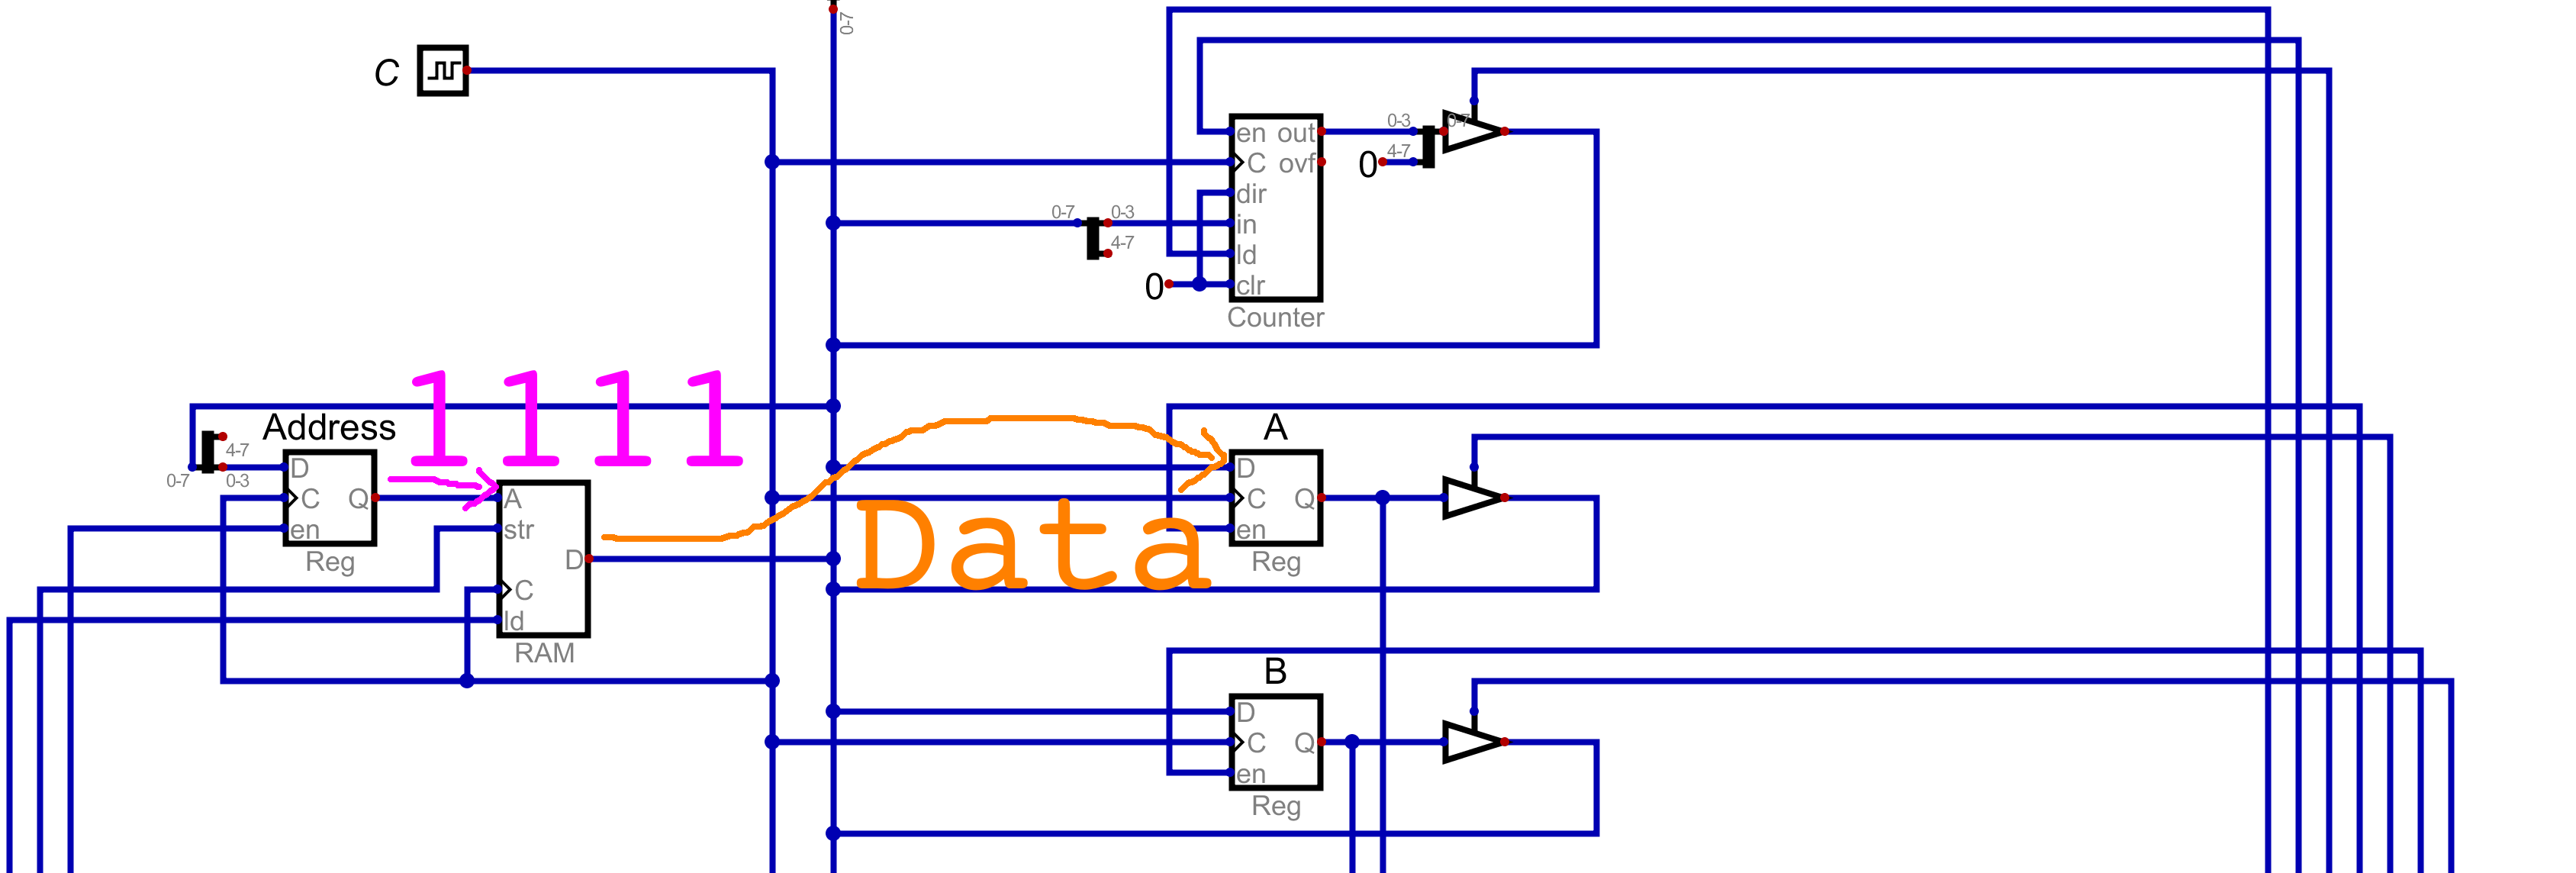 0-7
C
en out 0-3 0-7
C ovf 0 4-7
dir
0-7 0-3 in
4-7 ld
0 clr
Counter
1111
Address A
4-7
0-7 0-3 D D
C Q A C Q
en str en
Reg D Data Reg
C
ld
RAM B
D
C Q
en
Reg